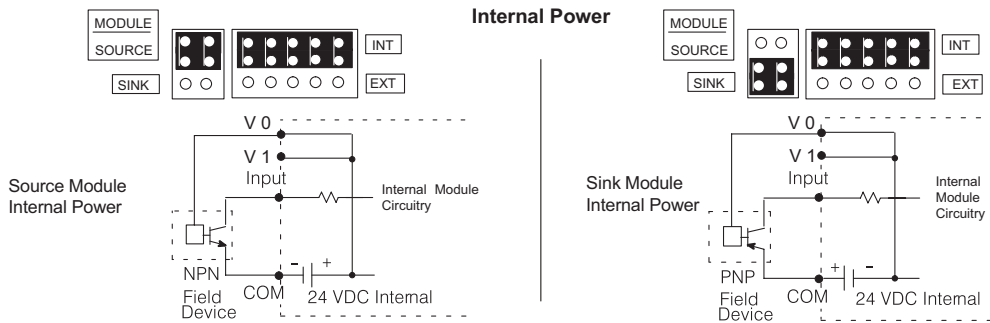 Internal Power
MODULE
SOURCE
SINK
INT
EXT
V 0
V 1
Input
Source Module
Internal Power
Internal Module
Circuitry
NPN
Field
Device
COM
- +
24 VDC Internal
MODULE
SOURCE
SINK
INT
EXT
V 0
V 1
Input
Sink Module
Internal Power
Internal
Module
Circuitry
PNP
Field
Device
COM
+ -
24 VDC Internal